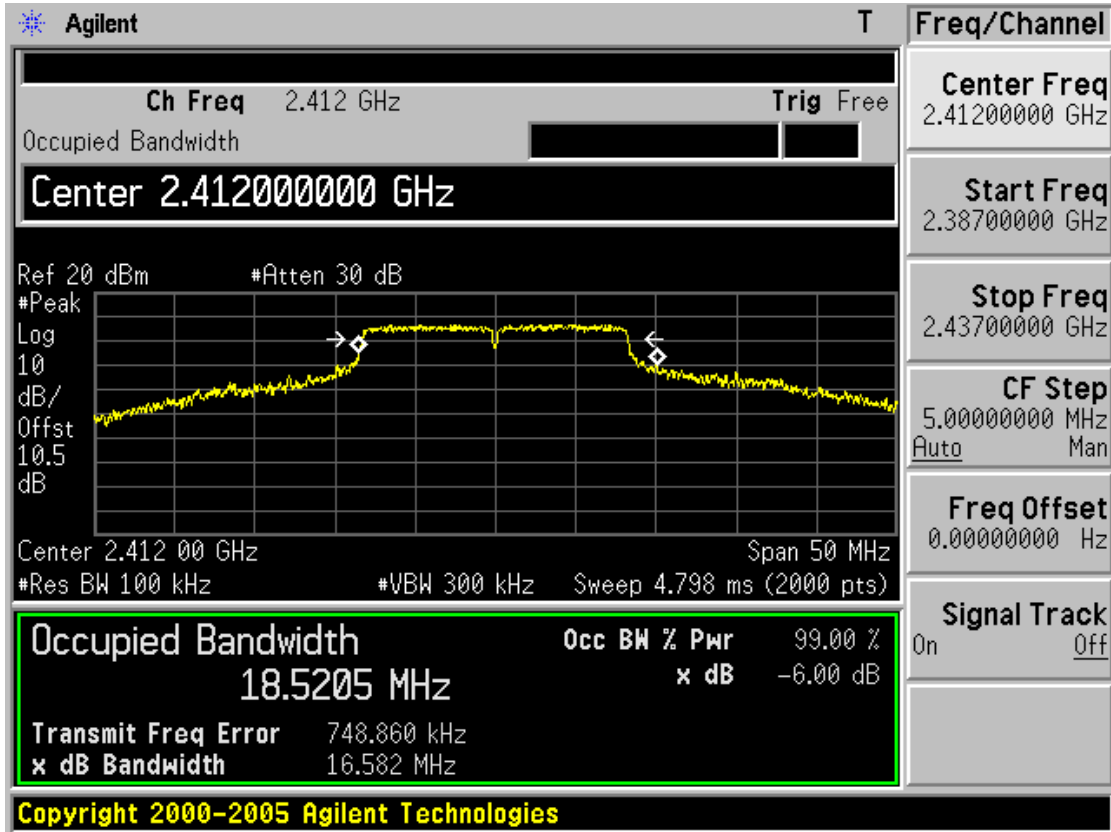 Agilent T
Ch Freq 2.412 GHz Trig Free
Occupied Bandwidth
Center 2.412000000 GHz
Ref 20 dBm #Atten 30 dB
#Peak
Log
10
dB/
Offst
10.5
dB
Center 2.412 00 GHz Span 50 MHz
#Res BW 100 kHz #VBW 300 kHz Sweep 4.798 ms (2000 pts)
Occupied Bandwidth Occ BW % Pwr 99.00 %
18.5205 MHz x dB -6.00 dB
Transmit Freq Error 748.860 kHz
x dB Bandwidth 16.582 MHz
Copyright 2000-2005 Agilent Technologies
Freq/Channel
Center Freq
2.41200000 GHz
Start Freq
2.38700000 GHz
Stop Freq
2.43700000 GHz
CF Step
5.00000000 MHz
Auto Man
Freq Offset
0.00000000 Hz
Signal Track
On Off